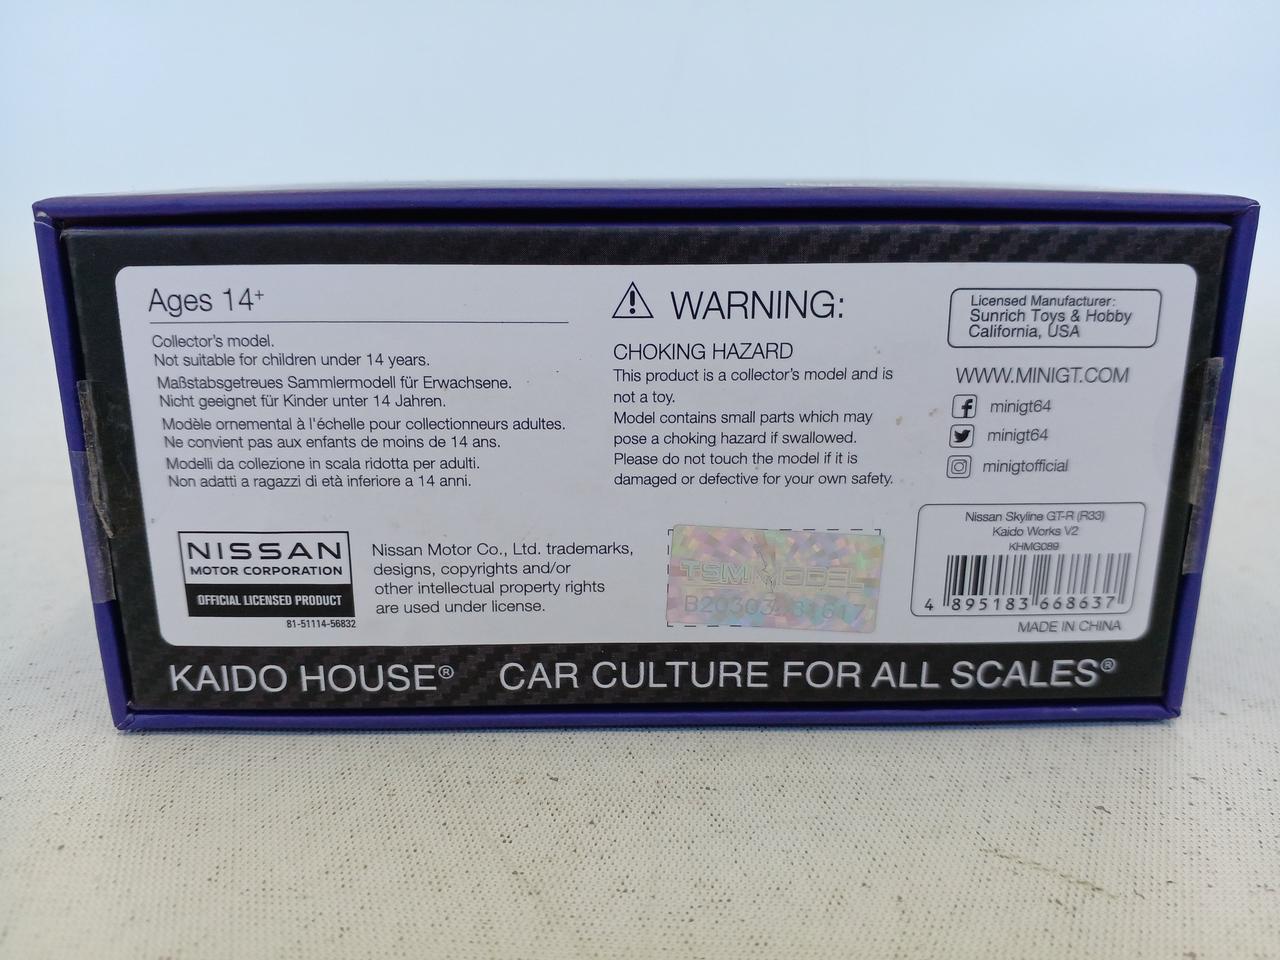 Ages 14+
Collector's model.
Not suitable for children under 14 years.
Maßstabsgetreues Sammlermodell für Erwachsene.
Nicht geeignet für Kinder unter 14 Jahren.
Modèle ornemental à l'échelle pour collectionneurs adultes.
Ne convient pas aux enfants de moins de 14 ans.
Modelli da collezione in scala ridotta per adulti.
Non adatti a ragazzi di età inferiore a 14 anni.
WARNING:
CHOKING HAZARD
This product is a collector's model and is
not a toy.
Model contains small parts which may
pose a choking hazard if swallowed.
Please do not touch the model if it is
damaged or defective for your own safety.
Licensed Manufacturer:
Sunrich Toys & Hobby
California, USA
WWW.MINIGT.COM
minigt64
minigt64
minigtofficial
NISSAN
MOTOR CORPORATION
OFFICIAL LICENSED PRODUCT
81-51114-56832
Nissan Motor Co., Ltd. trademarks,
designs, copyrights and/or
other intellectual property rights
are used under license.
TSM MODEL
Nissan Skyline GT-R (R33)
Kaido Works V2
KHMG089
4 895183 668637
MADE IN CHINA
KAIDO HOUSE® CAR CULTURE FOR ALL SCALES®